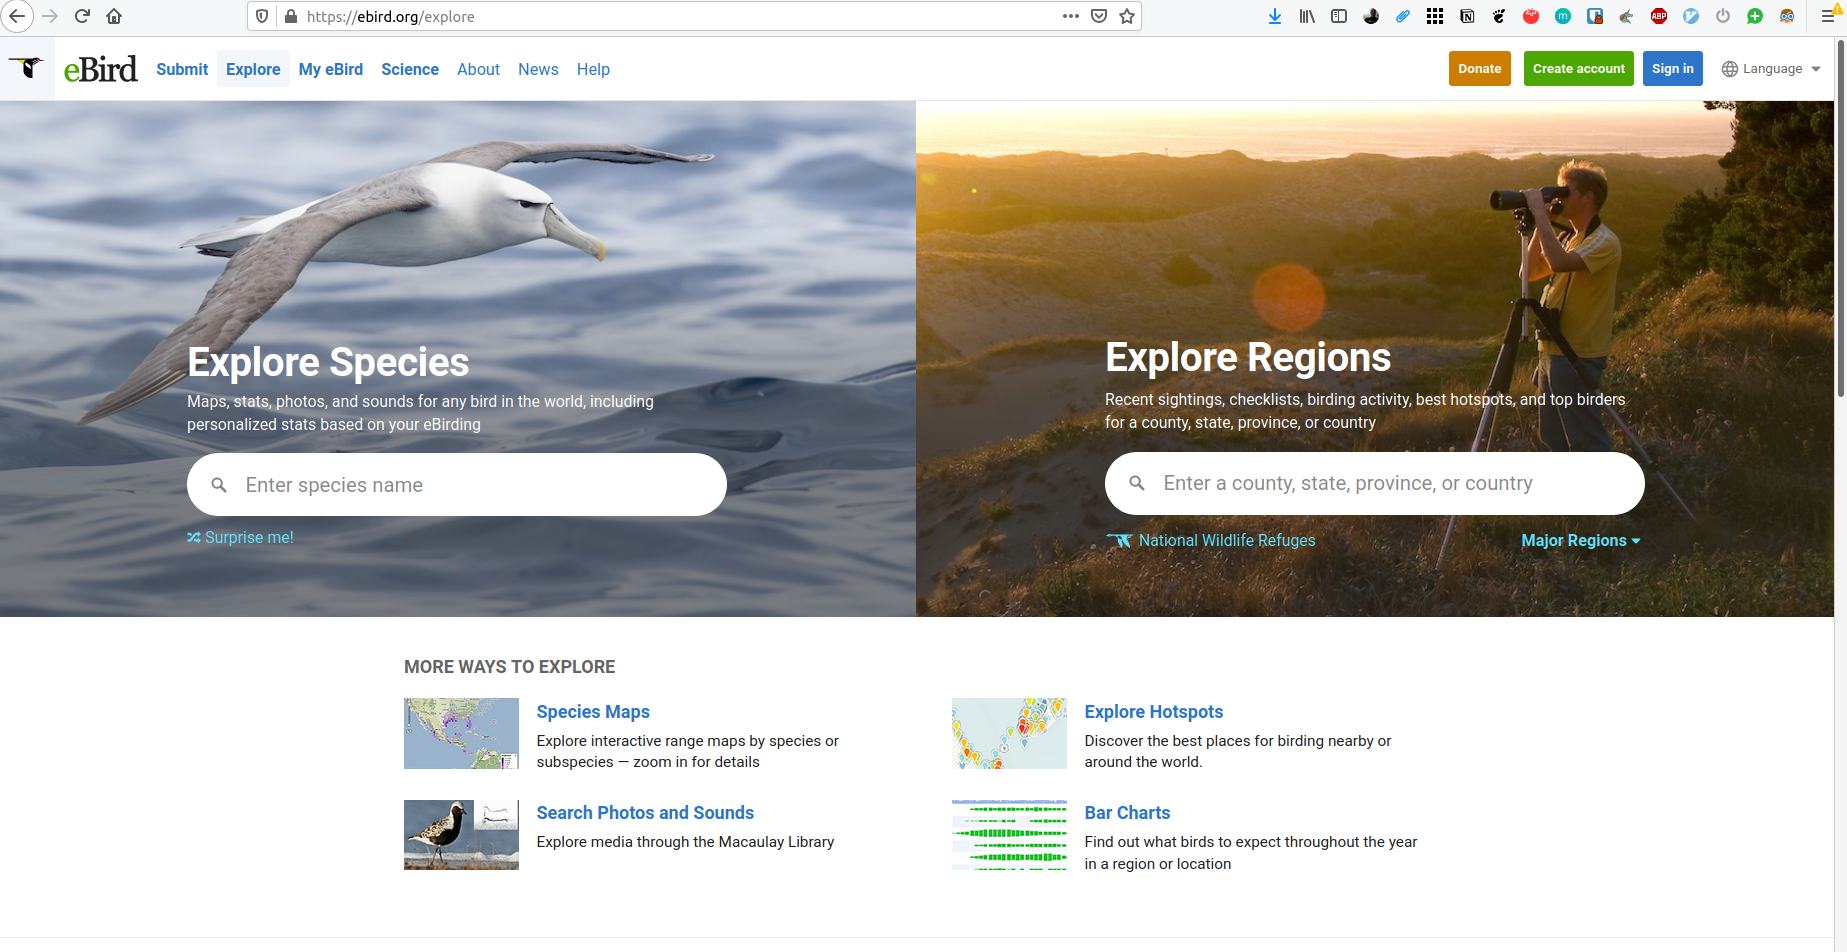 https://ebird.org/explore
eBird
Submit
Explore
My eBird
Science
About
News
Help
Donate
Create account
Sign in
Language
Explore Species
Maps, stats, photos, and sounds for any bird in the world, including
personalized stats based on your eBirding
Enter species name
Surprise me!
Explore Regions
Recent sightings, checklists, birding activity, best hotspots, and top birders
for a county, state, province, or country
Enter a county, state, province, or country
National Wildlife Refuges
Major Regions
MORE WAYS TO EXPLORE
Species Maps
Explore interactive range maps by species or
subspecies — zoom in for details
Explore Hotspots
Discover the best places for birding nearby or
around the world.
Search Photos and Sounds
Explore media through the Macaulay Library
Bar Charts
Find out what birds to expect throughout the year
in a region or location